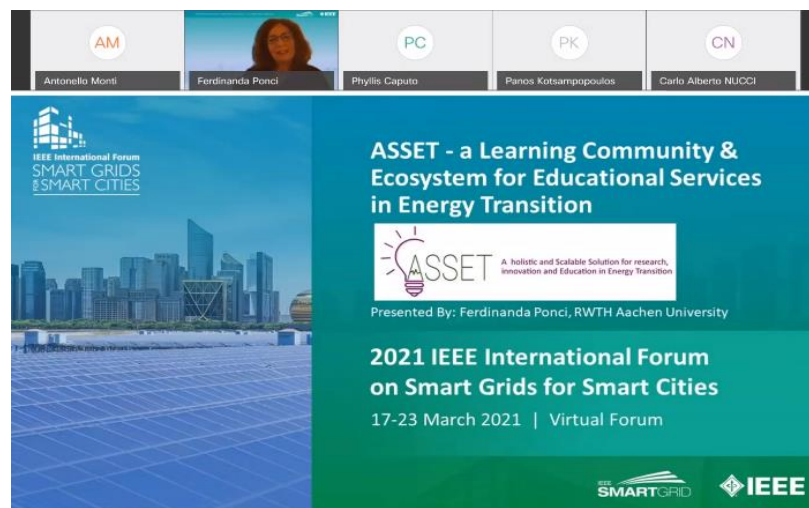 AM
PC
PK
CN
Antonello Monti
Ferdinanda Ponci
Phyllis Caputo
Panos Kotsampopoulos
Carlo Alberto NUCCI
IEEE International Forum
SMART GRIDS
FOR SMART CITIES
ASSET - a Learning Community &
Ecosystem for Educational Services
in Energy Transition
ASSET
A holistic and Scalable Solution for research,
innovation and Education in Energy Transition
Presented By: Ferdinanda Ponci, RWTH Aachen University
2021 IEEE International Forum
on Smart Grids for Smart Cities
17-23 March 2021 | Virtual Forum
IEEE
SMARTGRID
IEEE